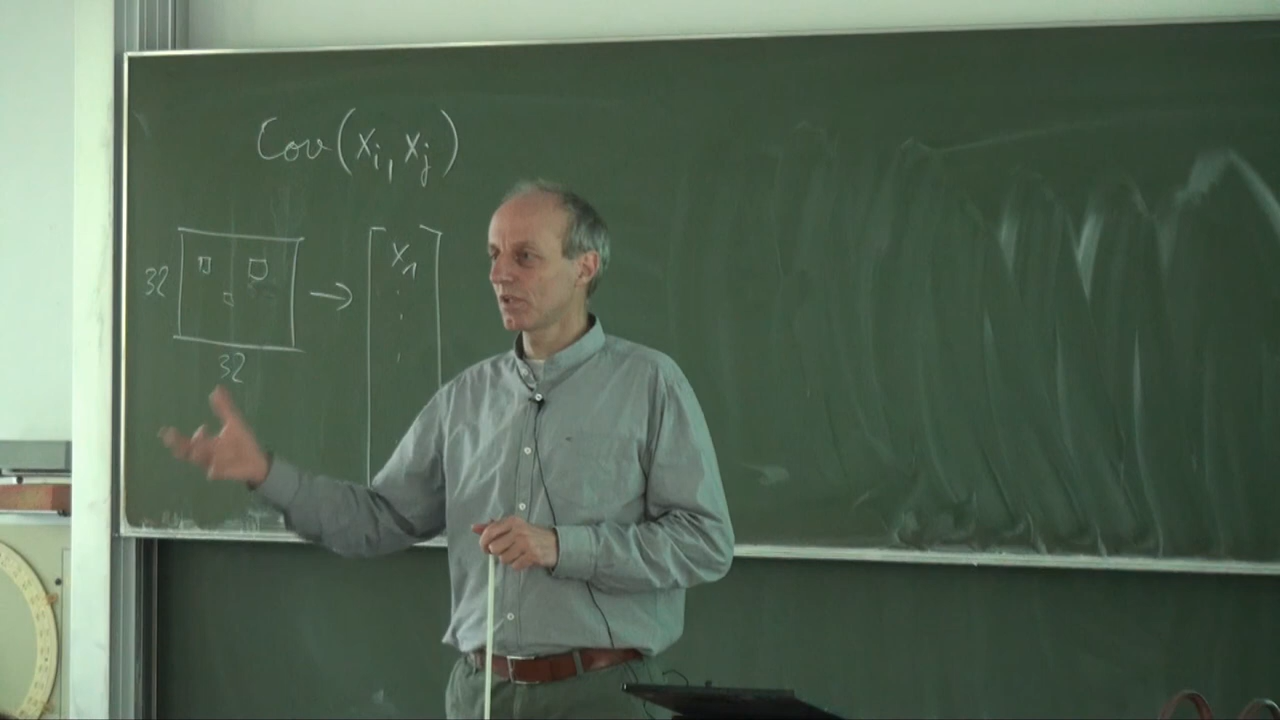 Cov(x_i, x_j)
32 → x_1
32